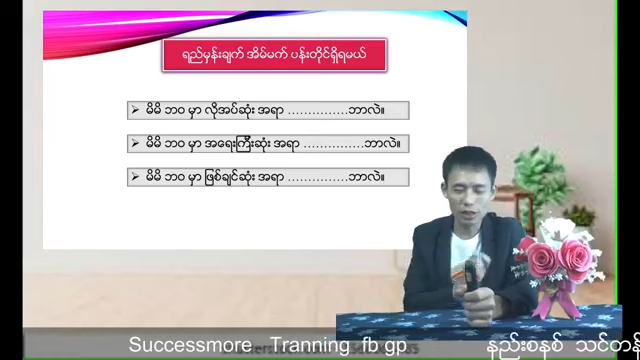 ရည်မှန်းချက် အိမ်မက် ပန်းတိုင်ရှိရမယ်
➢ မိမိ ဘဝ မှာ လိုအပ်ဆုံး အရာ ...............ဘာလဲ။
➢ မိမိ ဘဝ မှာ အရေးကြီးဆုံး အရာ ...............ဘာလဲ။
➢ မိမိ ဘဝ မှာ ဖြစ်ချင်ဆုံး အရာ ...............ဘာလဲ။
Successmore Tranning fb gp နည်းစနစ် သင်တန်